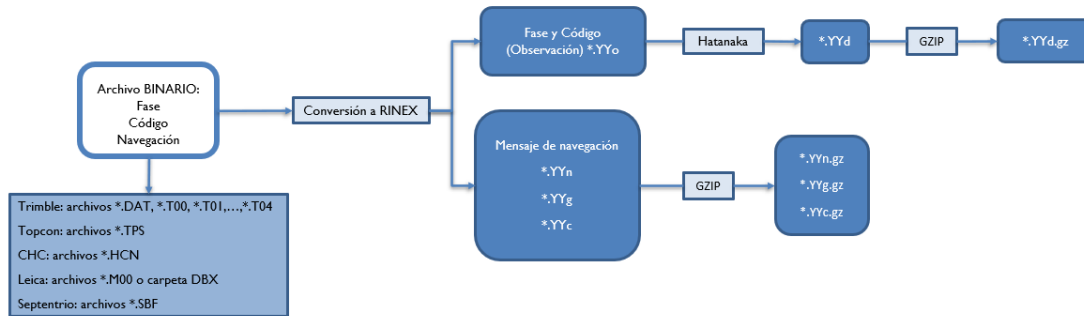 Archivo BINARIO:
Fase
Código
Navegación
Trimble: archivos *.DAT, *.T00, *.T01,...,*.T04
Topcon: archivos *.TPS
CHC: archivos *.HCN
Leica: archivos *.M00 o carpeta DBX
Septentrio: archivos *.SBF
Conversión a RINEX
Fase y Código
(Observación) *.YYo
Hatanaka
*.YYd
GZIP
*.YYd.gz
Mensaje de navegación
*.YYn
*.YYg
*.YYc
GZIP
*.YYn.gz
*.YYg.gz
*.YYc.gz